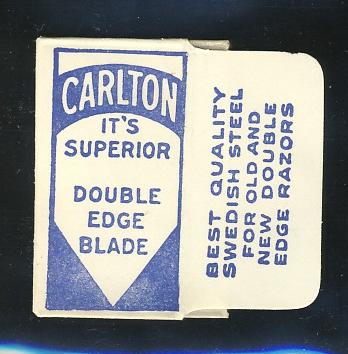 CARLTON
IT'S
SUPERIOR
DOUBLE
EDGE
BLADE
BEST QUALITY
SWEDISH STEEL
FOR OLD AND
NEW DOUBLE
EDGE RAZORS